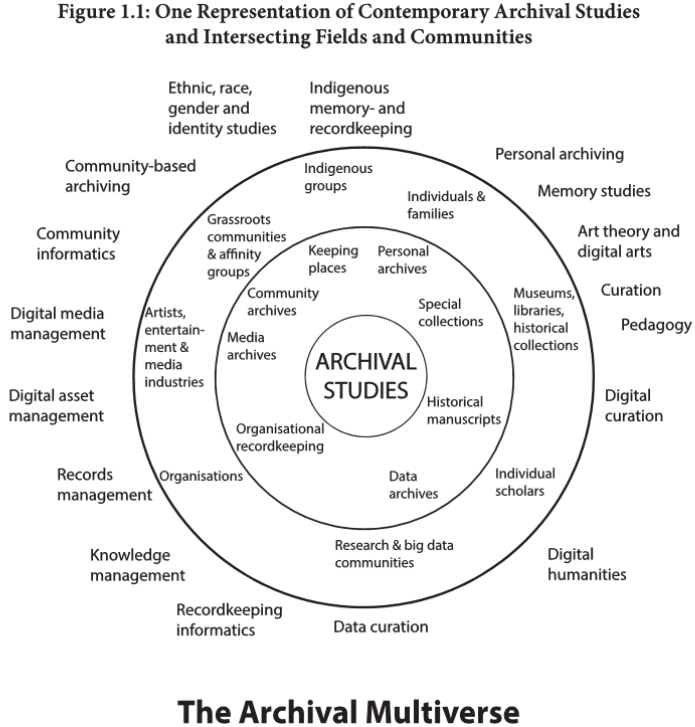 Figure 1.1: One Representation of Contemporary Archival Studies
and Intersecting Fields and Communities
Ethnic, race,
gender and
identity studies
Indigenous
memory- and
recordkeeping
Community-based
archiving
Personal archiving
Memory studies
Community
informatics
Art theory and
digital arts
Curation
Digital media
management
Pedagogy
Digital asset
management
Digital
curation
Records
management
Knowledge
management
Digital
humanities
Recordkeeping
informatics
Data curation
Indigenous
groups
Individuals &
families
Grassroots
communities
& affinity
groups
Artists,
entertain-
ment &
media
industries
Museums,
libraries,
historical
collections
Organisations
Individual
scholars
Research & big data
communities
Keeping
places
Personal
archives
Community
archives
Special
collections
Media
archives
Historical
manuscripts
Organisational
recordkeeping
Data
archives
ARCHIVAL
STUDIES
The Archival Multiverse